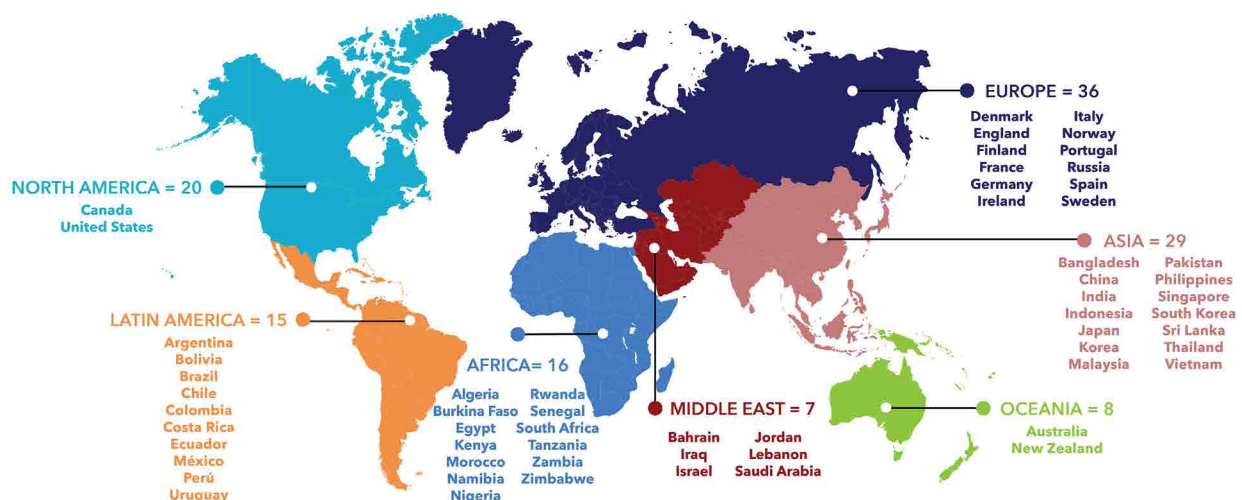 NORTH AMERICA = 20
Canada
United States
LATIN AMERICA = 15
Argentina
Bolivia
Brazil
Chile
Colombia
Costa Rica
Ecuador
México
Perú
Uruguay
AFRICA= 16
Algeria
Burkina Faso
Egypt
Kenya
Morocco
Namibia
Nigeria
Rwanda
Senegal
South Africa
Tanzania
Zambia
Zimbabwe
MIDDLE EAST = 7
Bahrain
Iraq
Israel
Jordan
Lebanon
Saudi Arabia
EUROPE = 36
Denmark
England
Finland
France
Germany
Ireland
Italy
Norway
Portugal
Russia
Spain
Sweden
ASIA = 29
Bangladesh
China
India
Indonesia
Japan
Korea
Malaysia
Pakistan
Philippines
Singapore
South Korea
Sri Lanka
Thailand
Vietnam
OCEANIA = 8
Australia
New Zealand